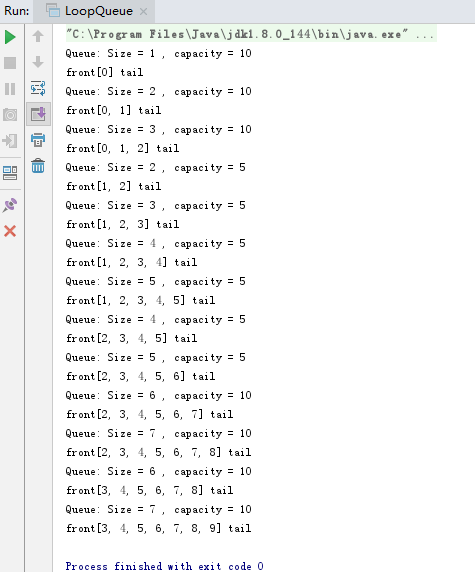 Run: LoopQueue
"C:\Program Files\Java\jdk1.8.0_144\bin\java.exe" ...
Queue: Size = 1 , capacity = 10
front[0] tail
Queue: Size = 2 , capacity = 10
front[0, 1] tail
Queue: Size = 3 , capacity = 10
front[0, 1, 2] tail
Queue: Size = 2 , capacity = 5
front[1, 2] tail
Queue: Size = 3 , capacity = 5
front[1, 2, 3] tail
Queue: Size = 4 , capacity = 5
front[1, 2, 3, 4] tail
Queue: Size = 5 , capacity = 5
front[1, 2, 3, 4, 5] tail
Queue: Size = 4 , capacity = 5
front[2, 3, 4, 5] tail
Queue: Size = 5 , capacity = 5
front[2, 3, 4, 5, 6] tail
Queue: Size = 6 , capacity = 10
front[2, 3, 4, 5, 6, 7] tail
Queue: Size = 7 , capacity = 10
front[2, 3, 4, 5, 6, 7, 8] tail
Queue: Size = 6 , capacity = 10
front[3, 4, 5, 6, 7, 8] tail
Queue: Size = 7 , capacity = 10
front[3, 4, 5, 6, 7, 8, 9] tail
Process finished with exit code 0